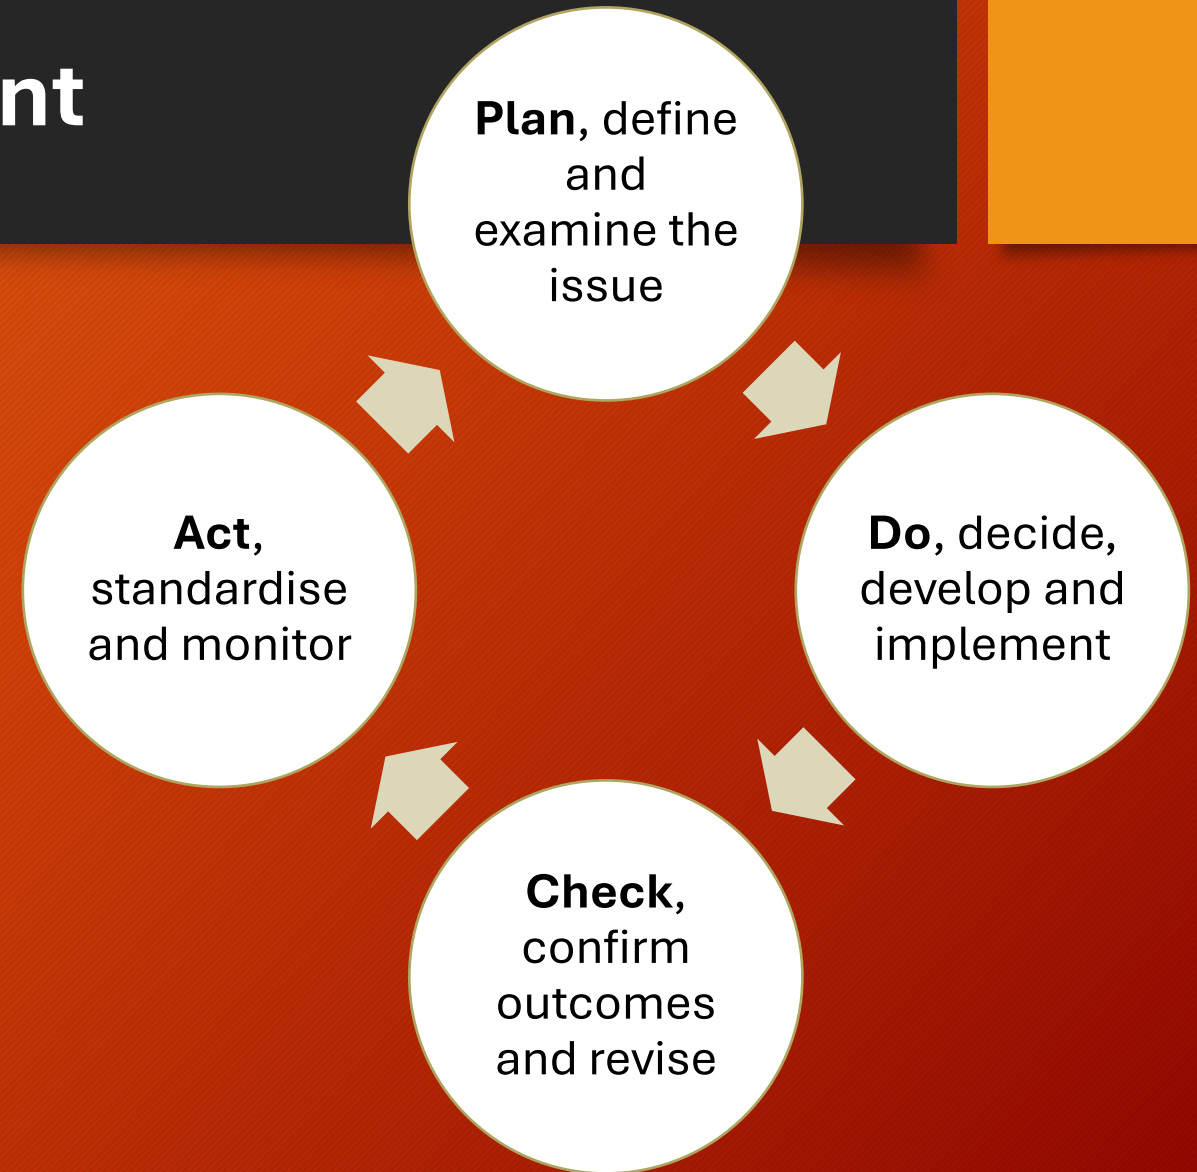 nt
Plan, define
and
examine the
issue
Do, decide,
develop and
implement
Check,
confirm
outcomes
and revise
Act,
standardise
and monitor